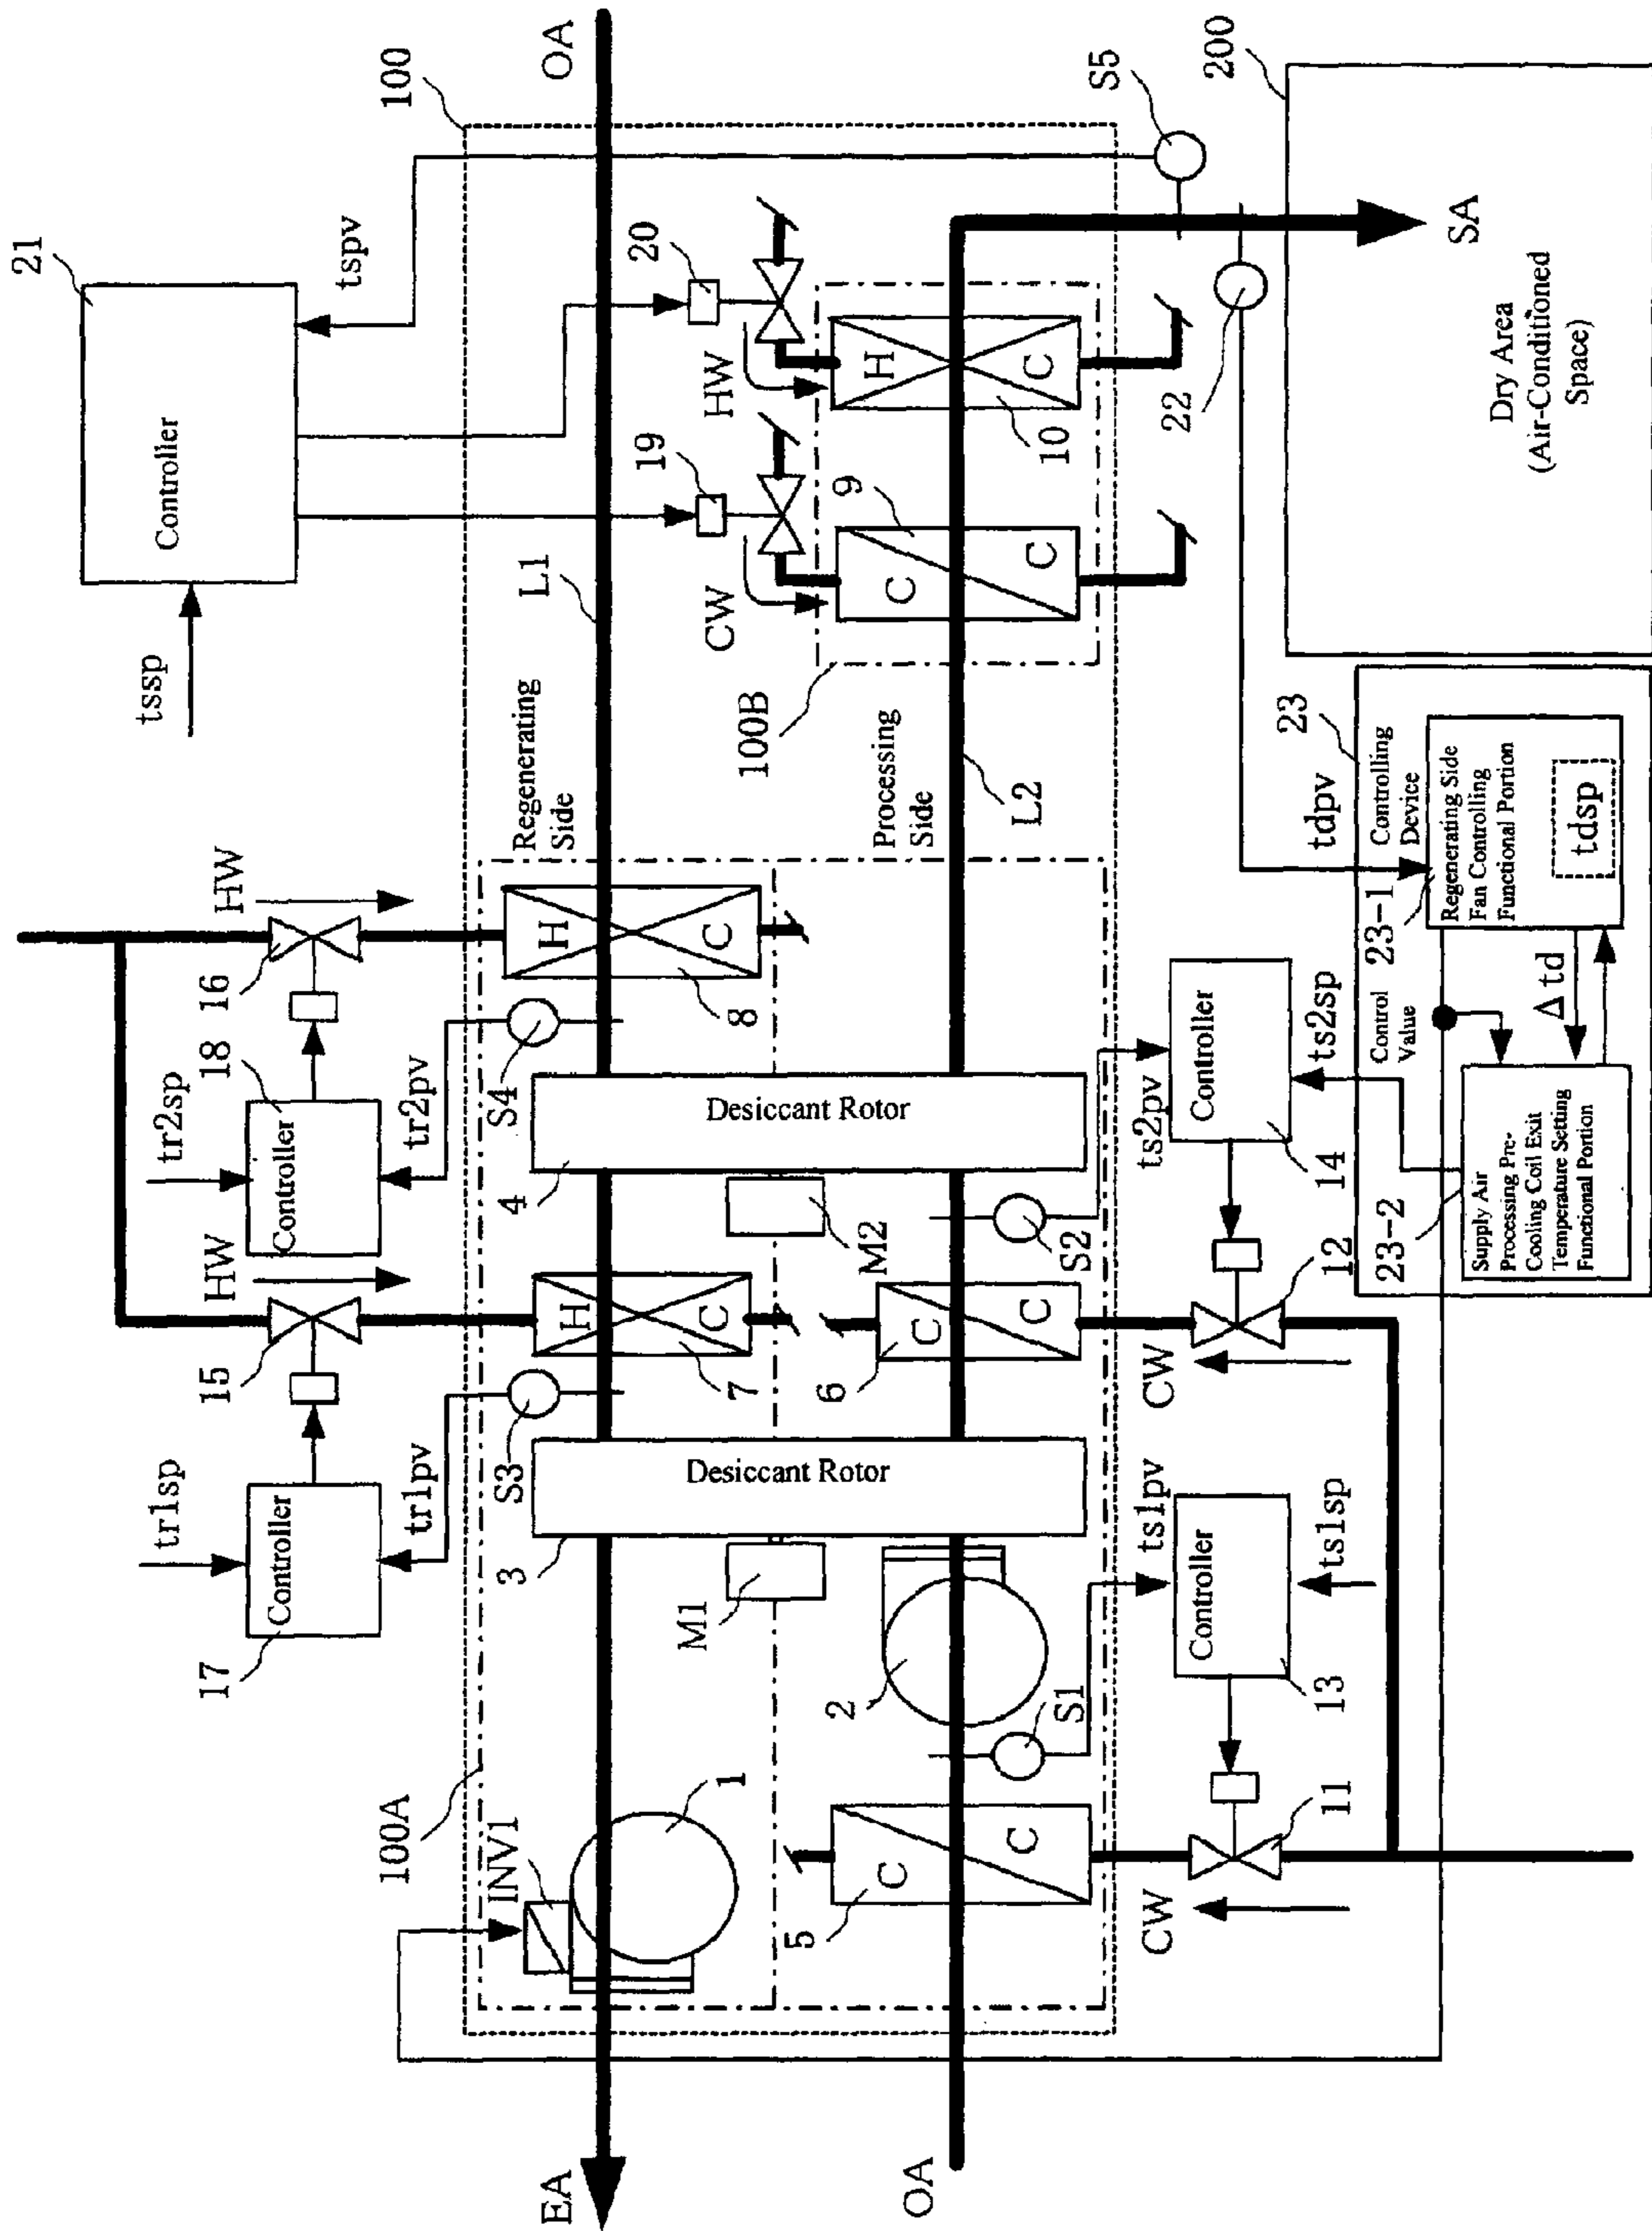 21
Controller
tssp
tspv
100
OA
HW
16
18
tr2sp
Controller
tr2pv
S4
HW
15
17
tr1sp
Controller
tr1pv
S3
Regenerating
Side
L1
19
20
CW
HW
H
C
8
H
C
7
100A
INV1
1
EA
Desiccant Rotor
4
M2
Desiccant Rotor
3
M1
Processing
Side
100B
L2
C
C
9
H
C
10
C
C
6
C
C
5
2
OA
S1
S2
S5
22
200
SA
Dry Area
(Air-Conditioned
Space)
ts1pv
Controller
13
ts1sp
CW
11
ts2pv
Controller
14
ts2sp
CW
12
tdpv
23
Controlling
Device
23-1
Regenerating Side
Fan Controlling
Functional Portion
tdsp
Δtd
Control
Value
23-2
Supply Air
Processing Pre-
Cooling Coil Exit
Temperature Setting
Functional Portion